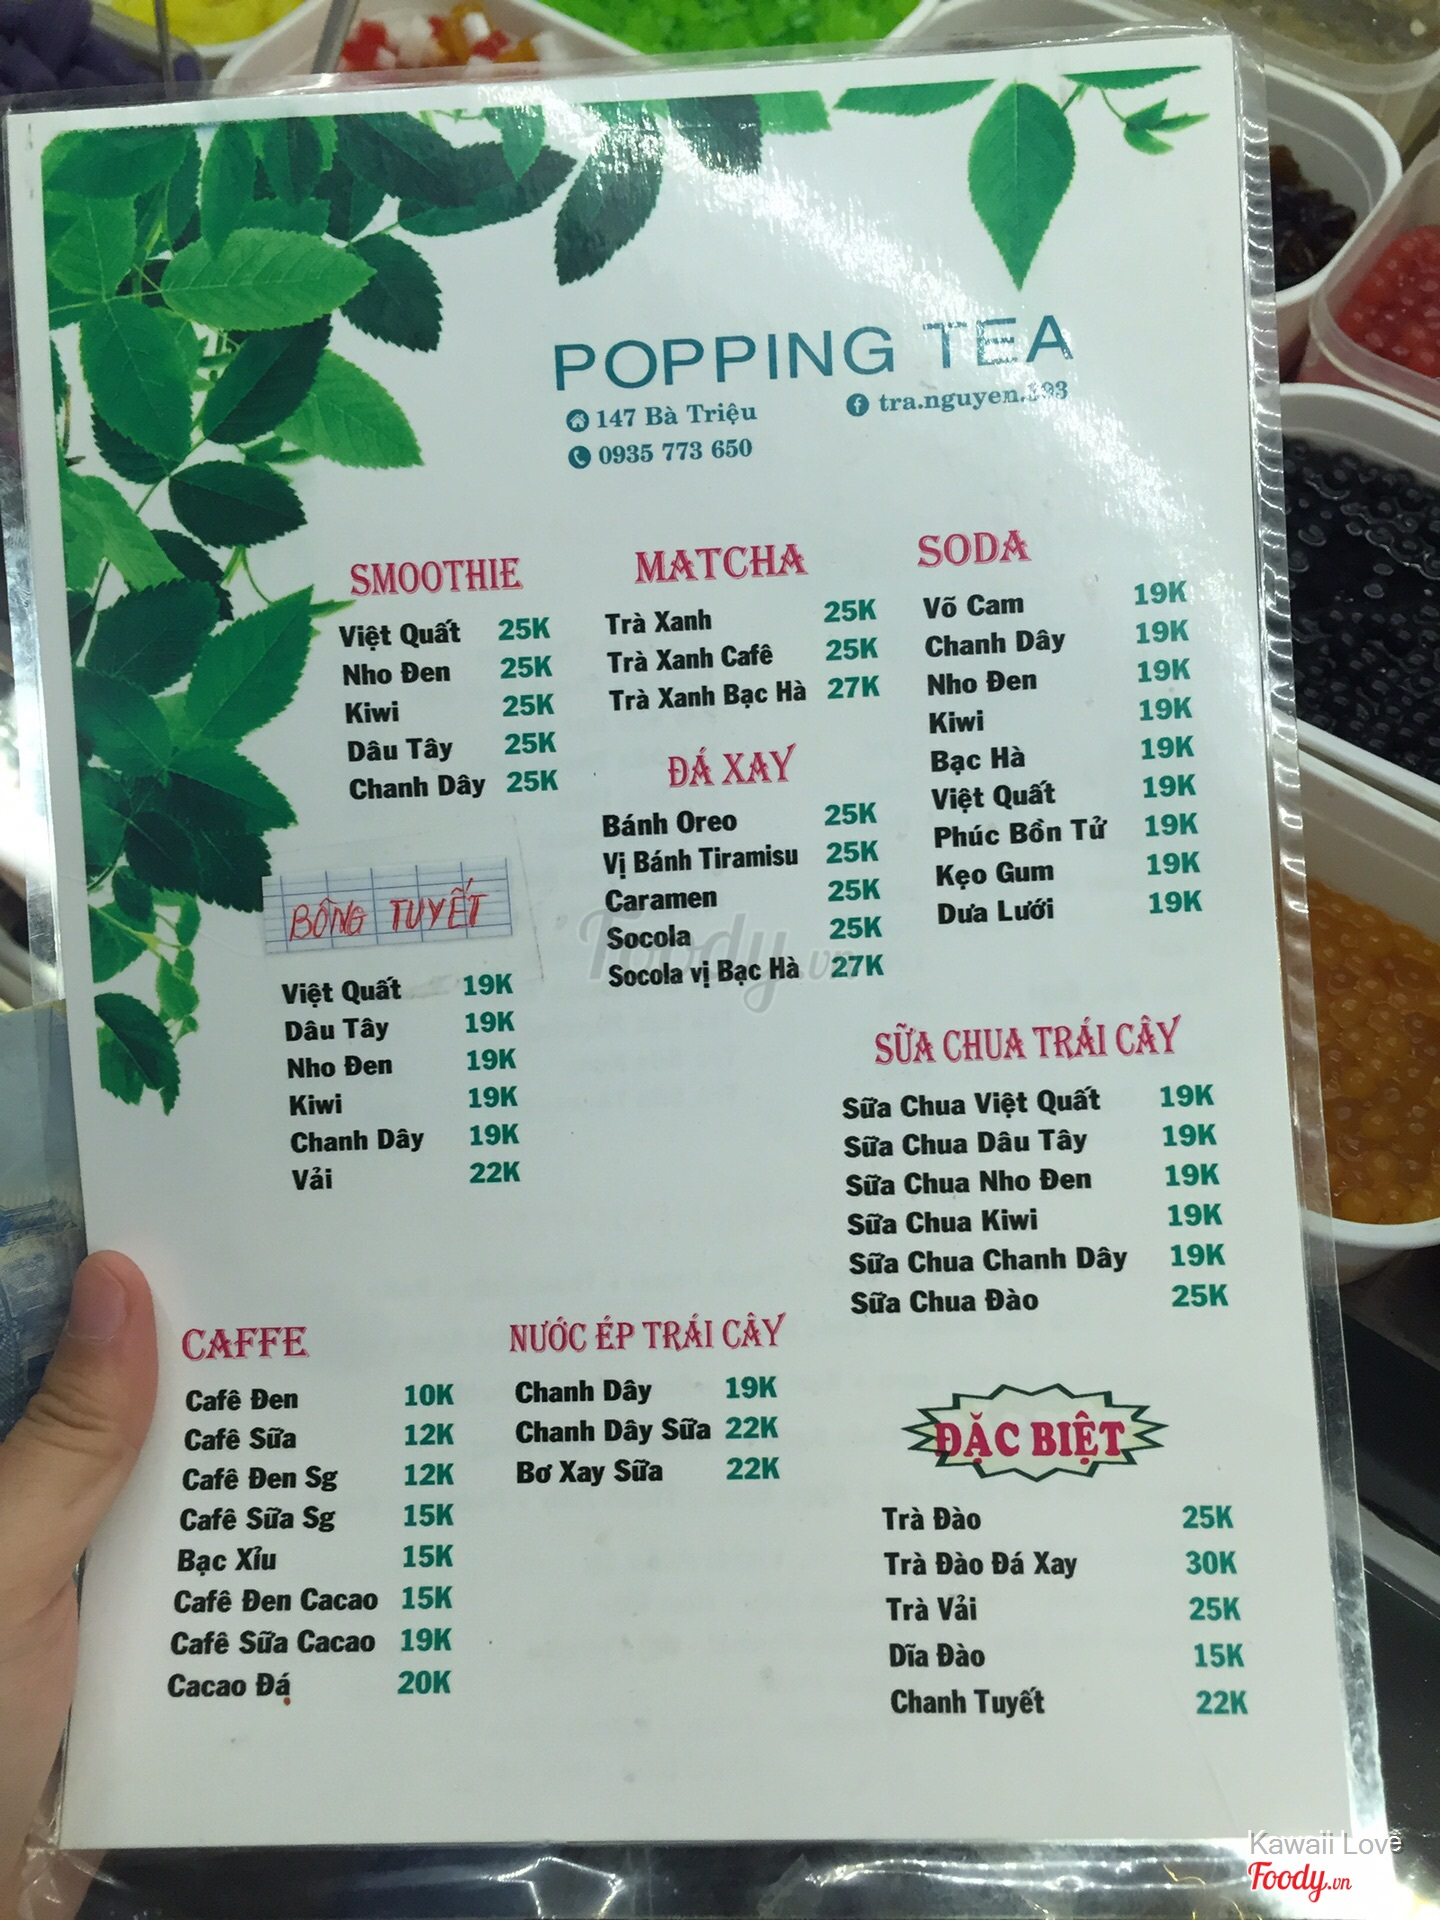 POPPING TEA
147 Bà Triệu
tra.nguyen.
0935 773 650
SMOOTHIE
Việt Quất 25K
Nho Đen 25K
Kiwi 25K
Dâu Tây 25K
Chanh Dây 25K
BÔNG TUYẾT
Việt Quất 19K
Dâu Tây 19K
Nho Đen 19K
Kiwi 19K
Chanh Dây 19K
Vải 22K
MATCHA
Trà Xanh 25K
Trà Xanh Cafê 25K
Trà Xanh Bạc Hà 27K
ĐÁ XAY
Bánh Oreo 25K
Vị Bánh Tiramisu 25K
Caramen 25K
Socola 25K
Socola vị Bạc Hà 27K
SODA
Võ Cam 19K
Chanh Dây 19K
Nho Đen 19K
Kiwi 19K
Bạc Hà 19K
Việt Quất 19K
Phúc Bồn Tử 19K
Kẹo Gum 19K
Dưa Lưới 19K
SỮA CHUA TRÁI CÂY
Sữa Chua Việt Quất 19K
Sữa Chua Dâu Tây 19K
Sữa Chua Nho Đen 19K
Sữa Chua Kiwi 19K
Sữa Chua Chanh Dây 19K
Sữa Chua Đào 25K
CAFFE
Cafê Đen 10K
Cafê Sữa 12K
Cafê Đen Sg 12K
Cafê Sữa Sg 15K
Bạc Xỉu 15K
Cafê Đen Cacao 15K
Cafê Sữa Cacao 19K
Cacao Đá 20K
NƯỚC ÉP TRÁI CÂY
Chanh Dây 19K
Chanh Dây Sữa 22K
Bơ Xay Sữa 22K
ĐẶC BIỆT
Trà Đào 25K
Trà Đào Đá Xay 30K
Trà Vải 25K
Dĩa Đào 15K
Chanh Tuyết 22K
Foody.vn
Kawaii Love
Foody.vn